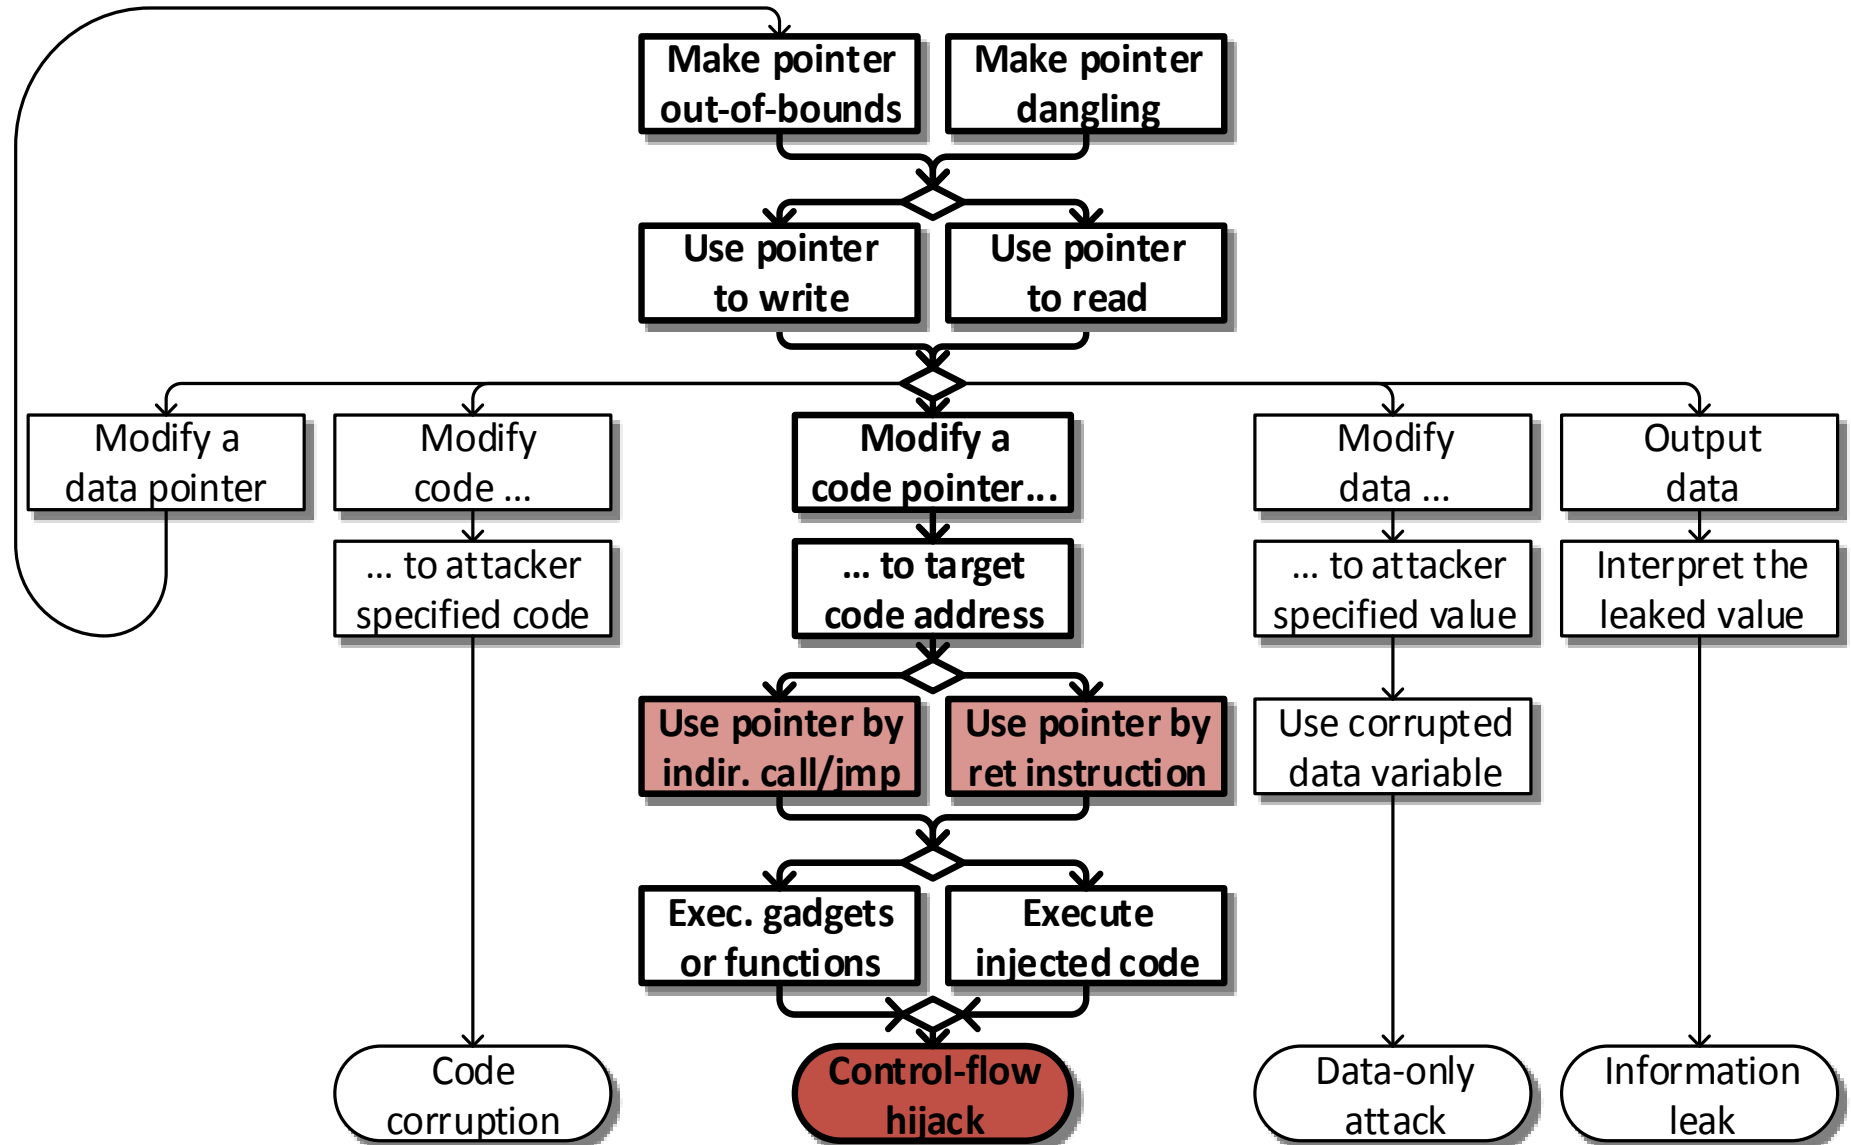 Make pointer
out-of-bounds
Make pointer
dangling
Use pointer
to write
Use pointer
to read
Modify a
data pointer
Modify
code ...
Modify a
code pointer...
Modify
data ...
Output
data
... to attacker
specified code
... to target
code address
... to attacker
specified value
Interpret the
leaked value
Use pointer by
indir. call/jmp
Use pointer by
ret instruction
Use corrupted
data variable
Exec. gadgets
or functions
Execute
injected code
Code
corruption
Control-flow
hijack
Data-only
attack
Information
leak